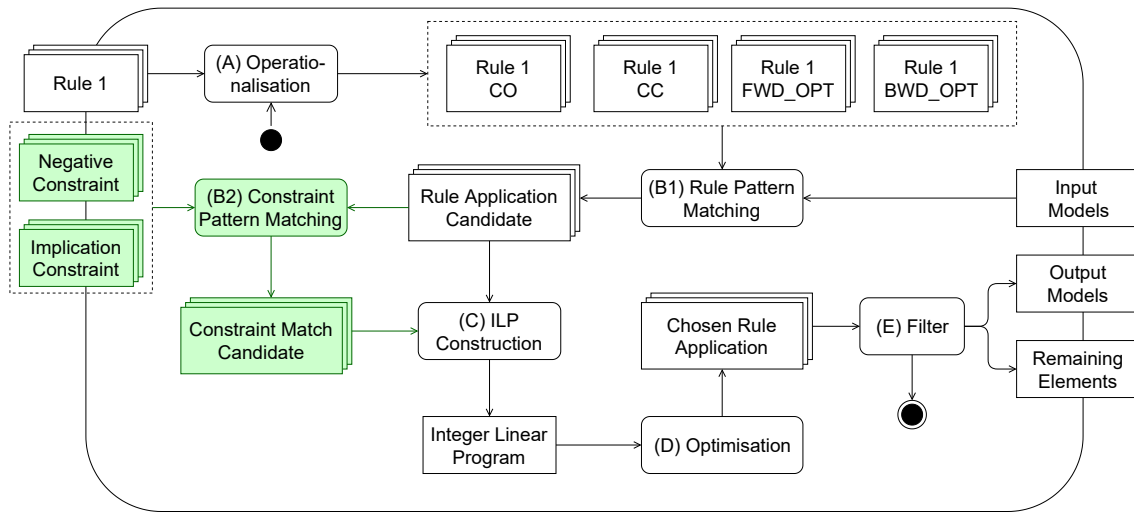 Rule 1
(A) Operatio-
nalisation
Rule 1
CO
Rule 1
CC
Rule 1
FWD_OPT
Rule 1
BWD_OPT
Negative
Constraint
Implication
Constraint
(B2) Constraint
Pattern Matching
Rule Application
Candidate
(B1) Rule Pattern
Matching
Input
Models
Constraint Match
Candidate
(C) ILP
Construction
Chosen Rule
Application
(E) Filter
Output
Models
Remaining
Elements
Integer Linear
Program
(D) Optimisation